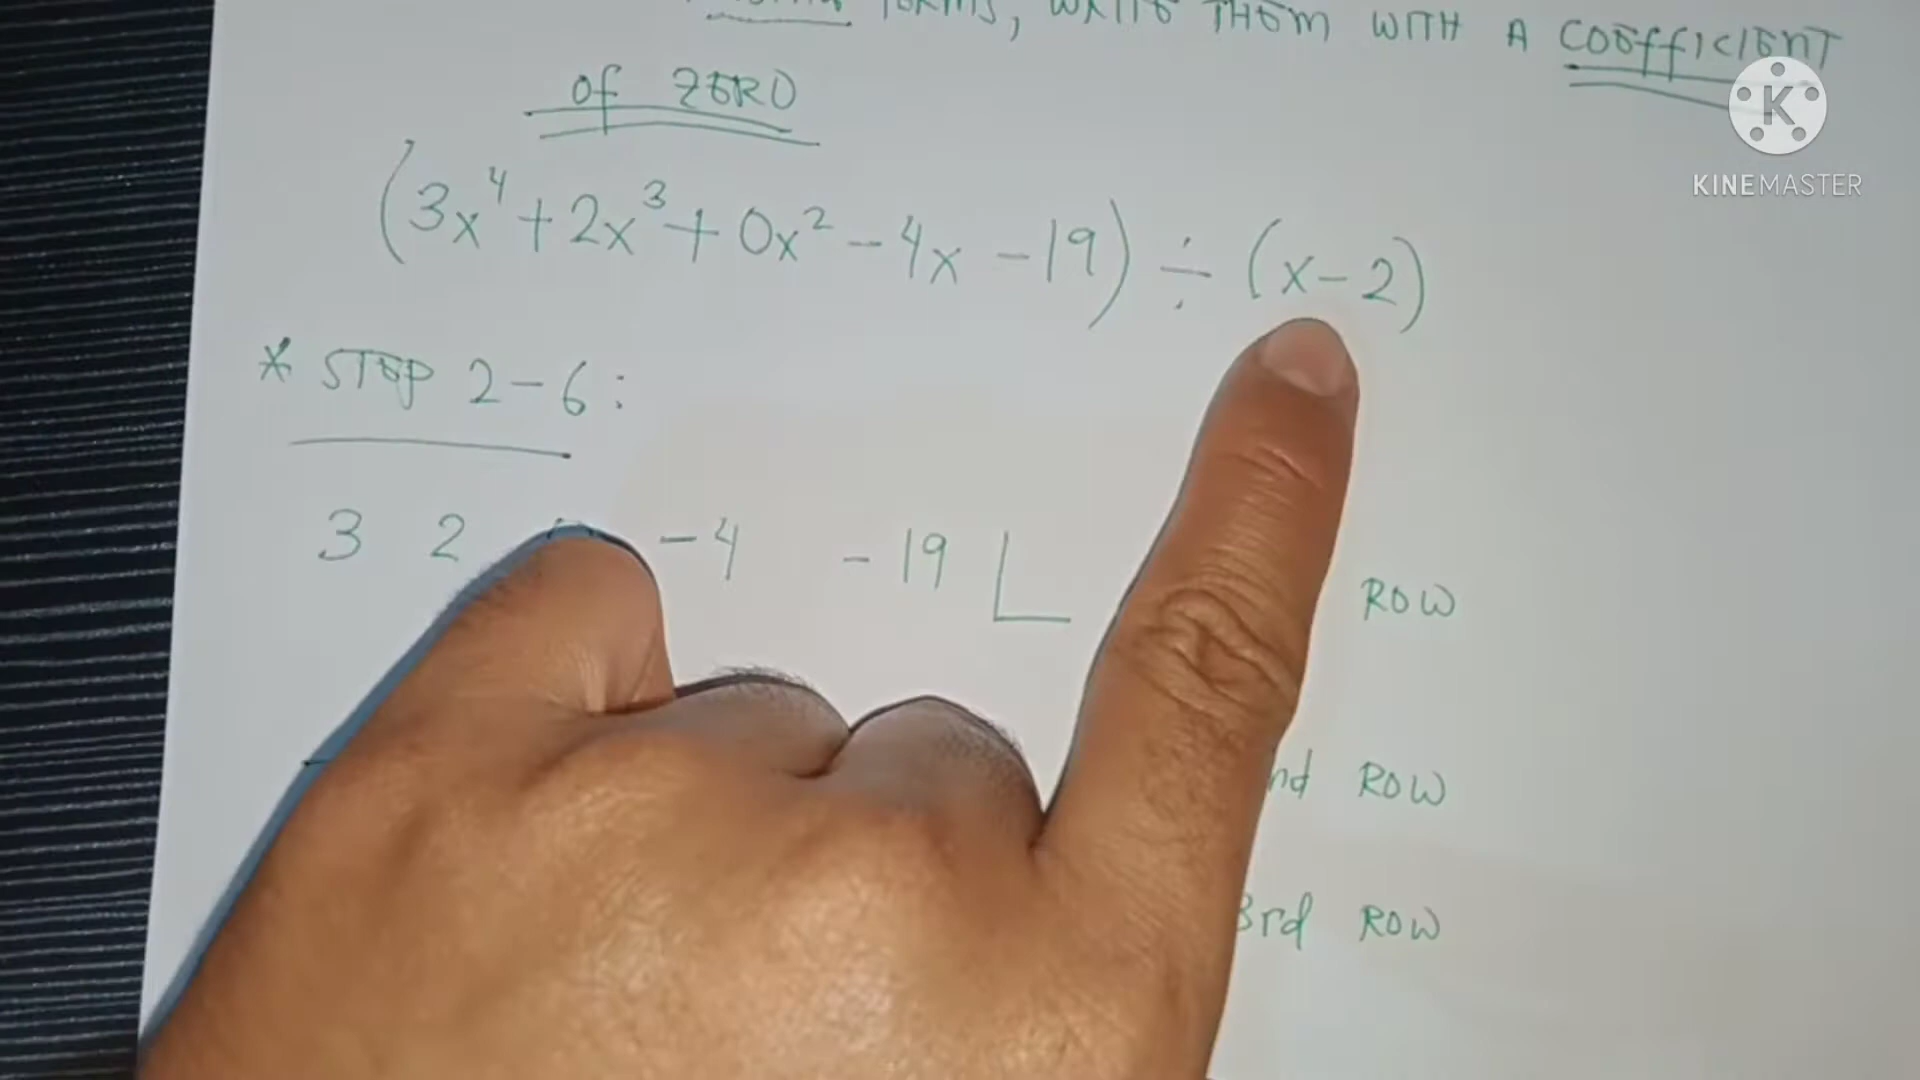 TERMS, WRITE THEM WITH A COEFFICIENT
OF ZERO
KINEMASTER
(3x⁴ + 2x³ + 0x² - 4x - 19) ÷ (x - 2)
* STEP 2 - 6 :
3 2 - 4 - 19
ROW
nd ROW
3rd ROW